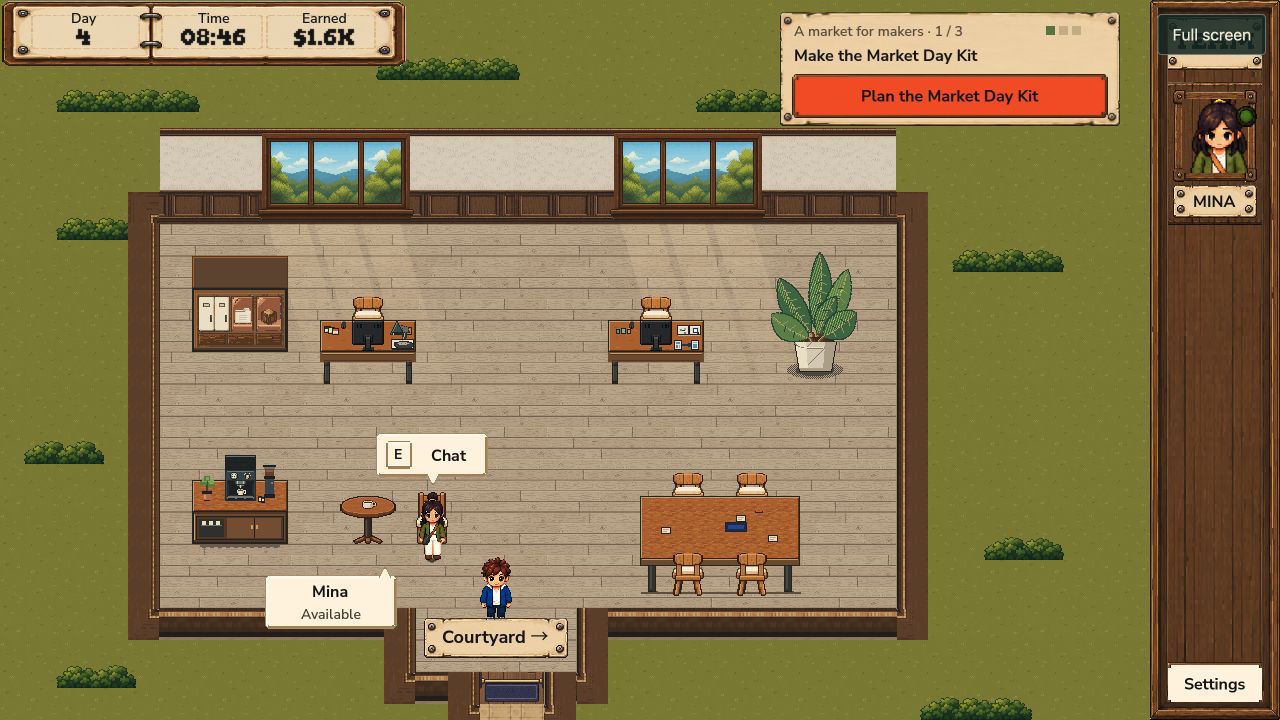 Day
4
Time
08:46
Earned
$1.6K
A market for makers · 1 / 3
Make the Market Day Kit
Plan the Market Day Kit
Full screen
MINA
E
Chat
Mina
Available
Courtyard →
Settings